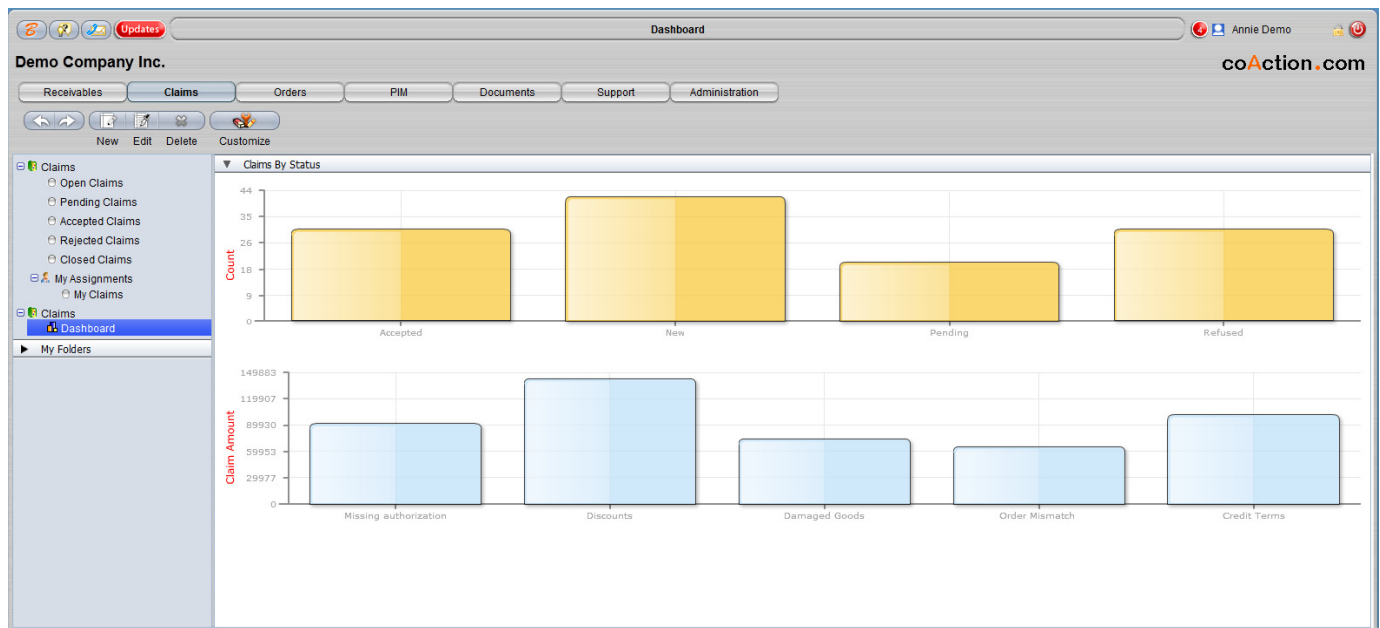 Updates
Dashboard
4
Annie Demo
Demo Company Inc.
coAction.com
Receivables
Claims
Orders
PIM
Documents
Support
Administration
New
Edit
Delete
Customize
Claims
Open Claims
Pending Claims
Accepted Claims
Rejected Claims
Closed Claims
My Assignments
My Claims
Claims
Dashboard
My Folders
Claims By Status
44
35
26
18
9
0
Count
Accepted
New
Pending
Refused
149883
119907
89930
59953
29977
0
Claim Amount
Missing authorization
Discounts
Damaged Goods
Order Mismatch
Credit Terms